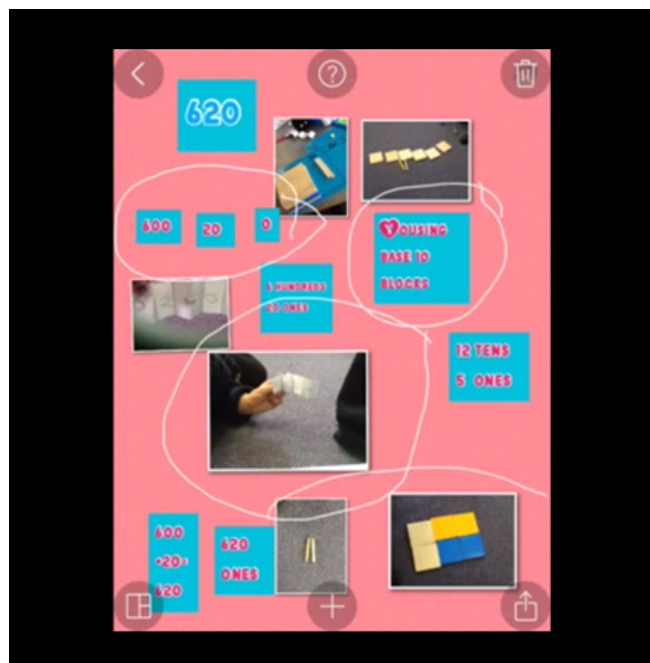 620
600
20
0
YOUSING
BASE 10
BLOCKS
6 HUNDREDS
20 ONES
12 TENS
5 ONES
600
+20=
620
620
ONES